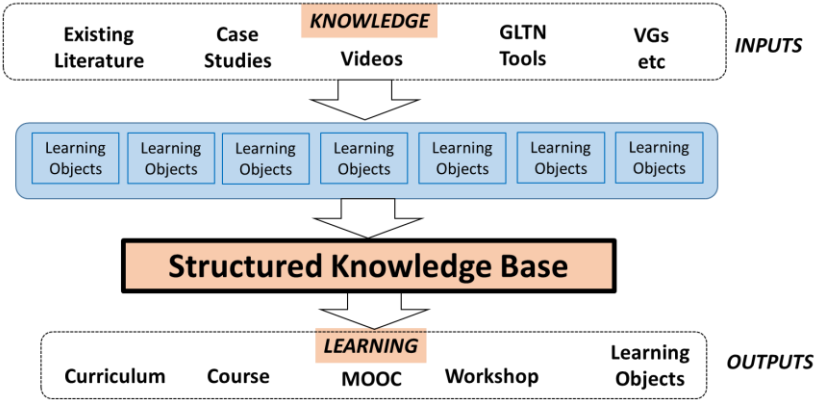 KNOWLEDGE
Existing Literature
Case Studies
Videos
GLTN Tools
VGs etc
INPUTS
Learning Objects
Learning Objects
Learning Objects
Learning Objects
Learning Objects
Learning Objects
Learning Objects
Structured Knowledge Base
LEARNING
Curriculum
Course
MOOC
Workshop
Learning Objects
OUTPUTS